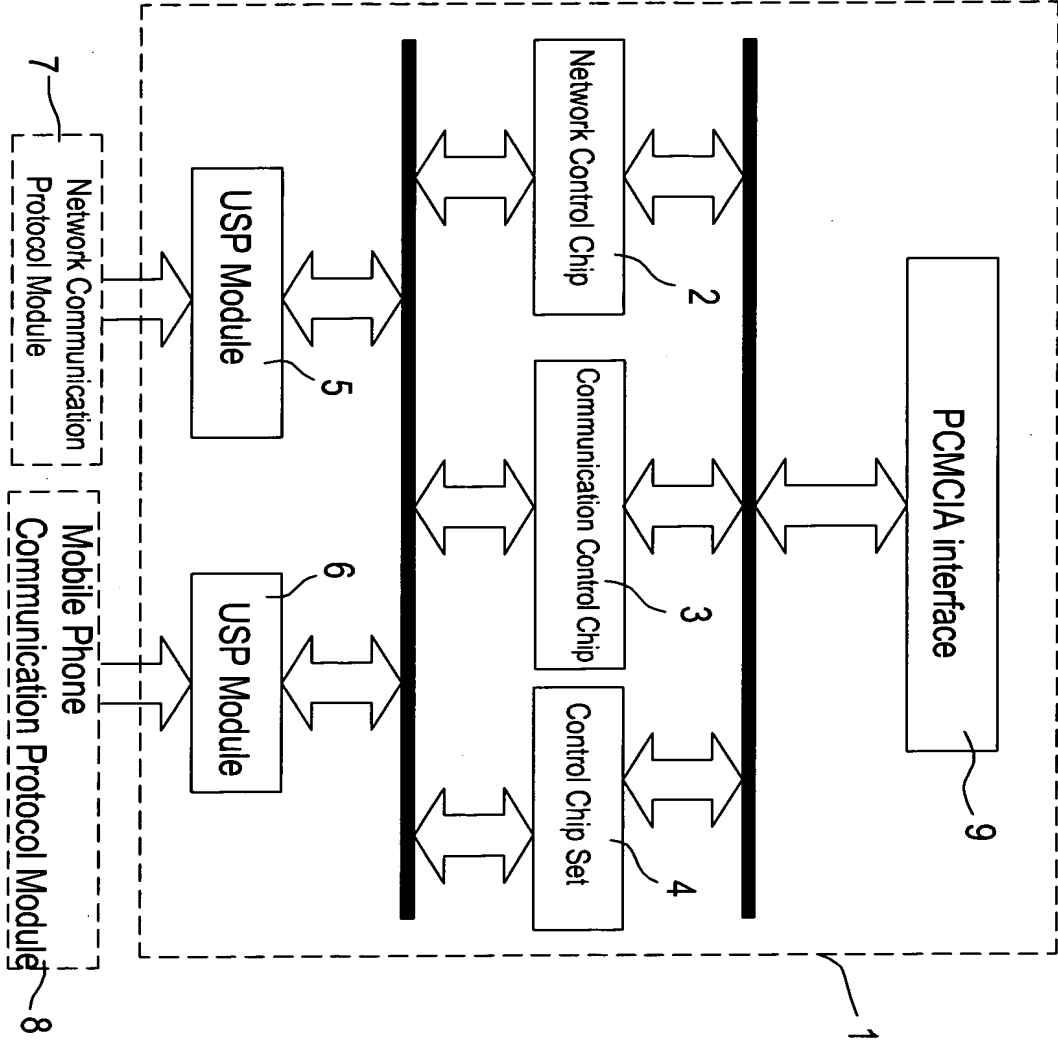 PCMCIA interface
9
1
Network Control Chip
2
Communication Control Chip
3
Control Chip Set
4
USP Module
5
USP Module
6
7
Network Communication
Protocol Module
Mobile Phone
Communication Protocol Module
8